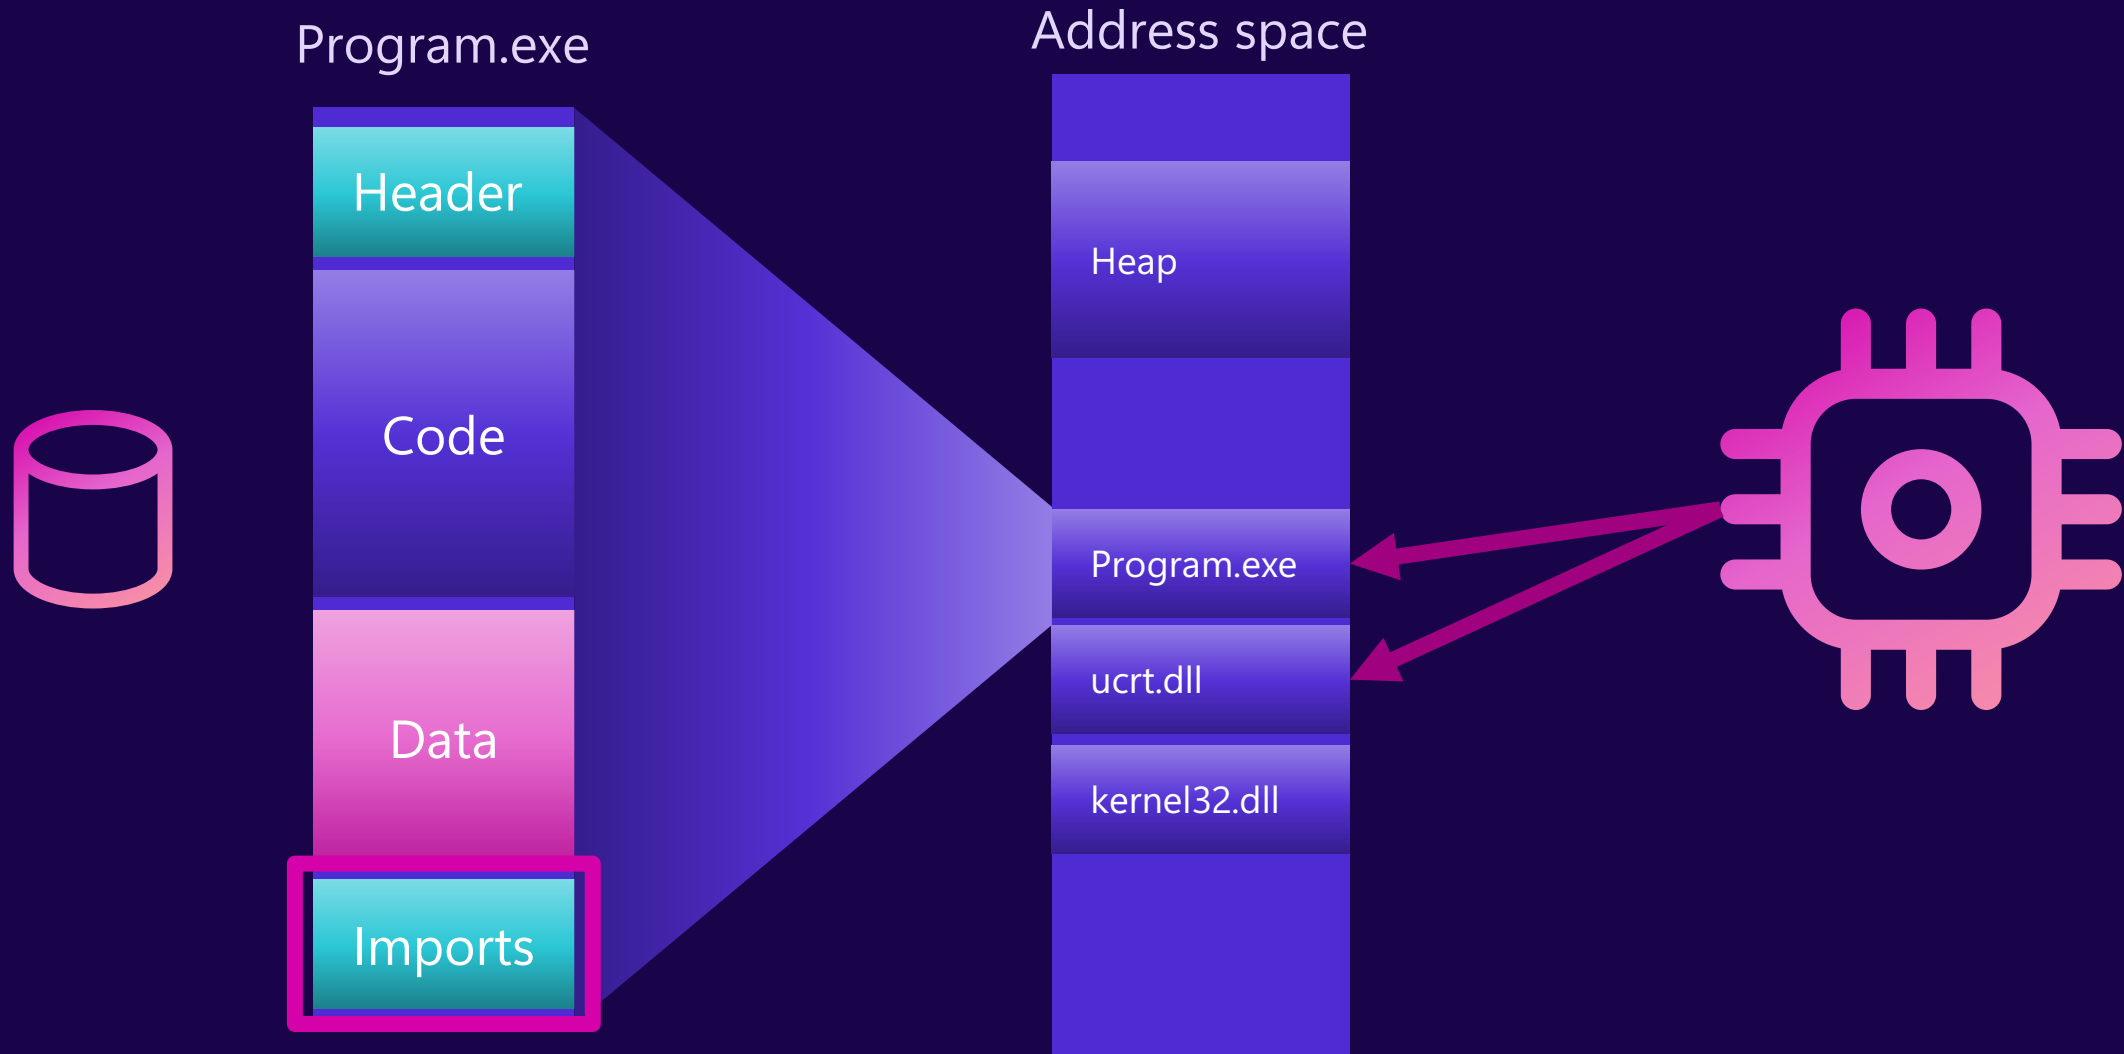 Program.exe
Header
Code
Data
Imports
Address space
Heap
Program.exe
ucrt.dll
kernel32.dll